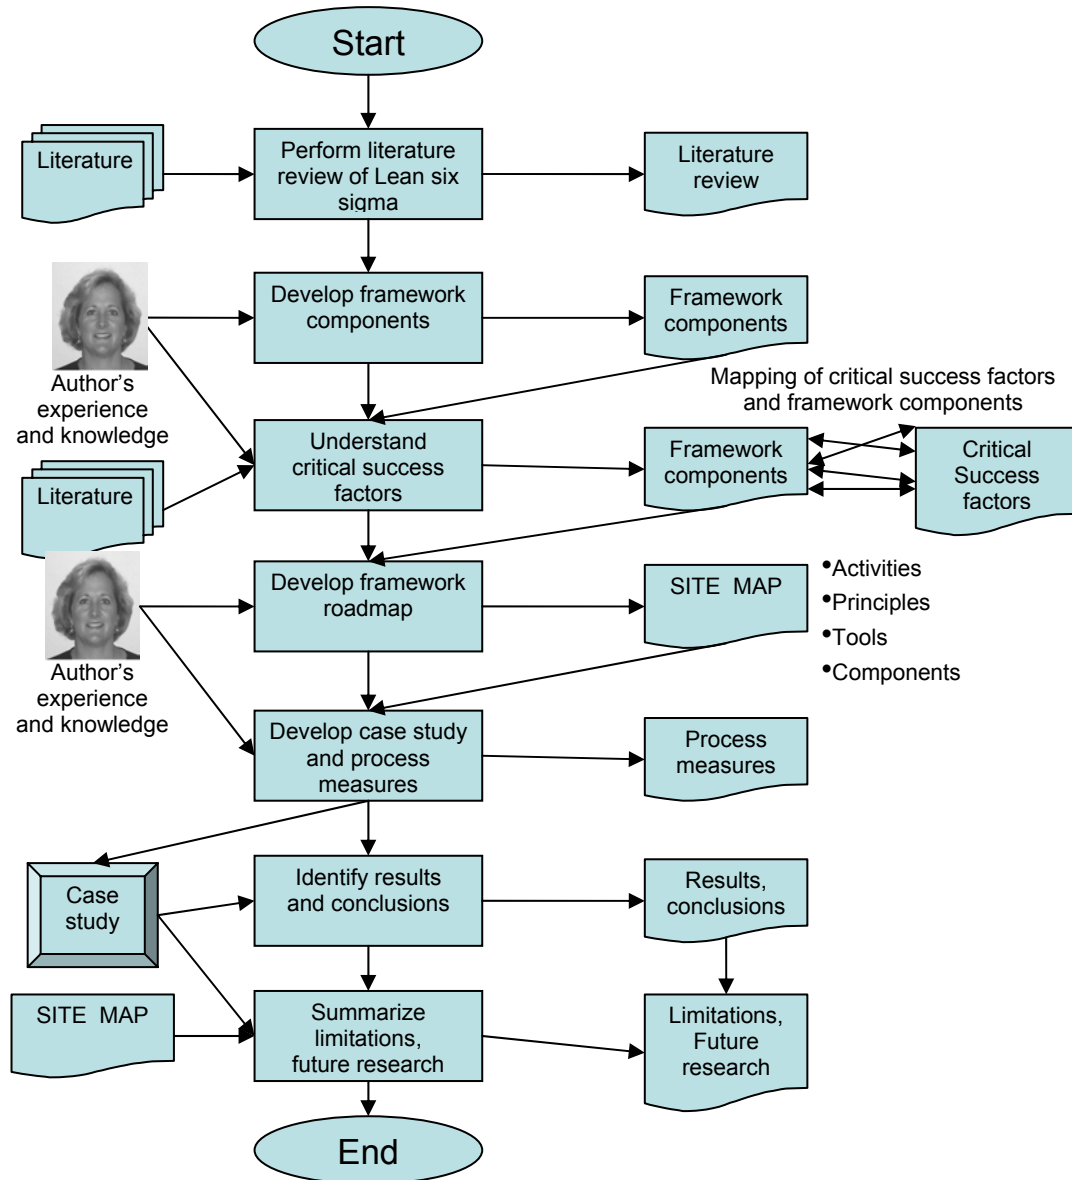 Start
Literature
Perform literature
review of Lean six
sigma
Literature
review
Develop framework
components
Framework
components
Author's
experience
and knowledge
Mapping of critical success factors
and framework components
Literature
Understand
critical success
factors
Framework
components
Critical
Success
factors
Author's
experience
and knowledge
Develop framework
roadmap
SITE MAP
•Activities
•Principles
•Tools
•Components
Develop case study
and process
measures
Process
measures
Case
study
Identify results
and conclusions
Results,
conclusions
SITE MAP
Summarize
limitations,
future research
Limitations,
Future
research
End